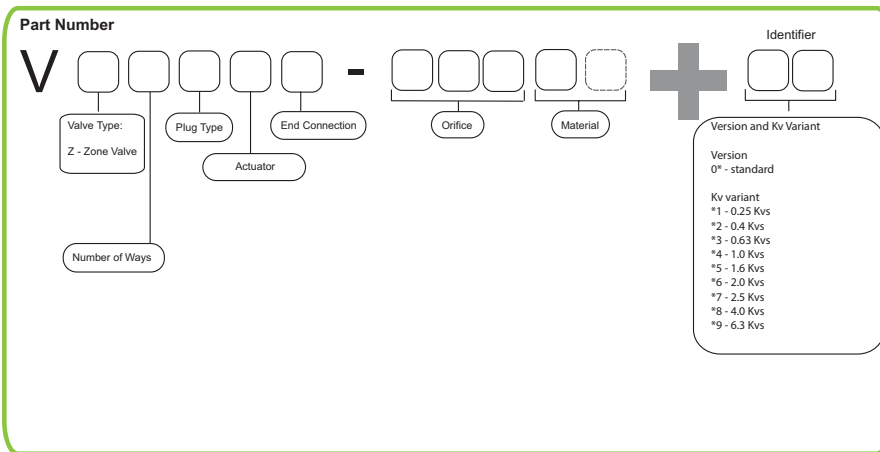 Part Number
Identifier
V - +
Valve Type:
Z - Zone Valve
Plug Type
End Connection
Orifice
Material
Actuator
Number of Ways
Version and Kv Variant
Version
0* - standard
Kv variant
*1 - 0.25 Kvs
*2 - 0.4 Kvs
*3 - 0.63 Kvs
*4 - 1.0 Kvs
*5 - 1.6 Kvs
*6 - 2.0 Kvs
*7 - 2.5 Kvs
*8 - 4.0 Kvs
*9 - 6.3 Kvs